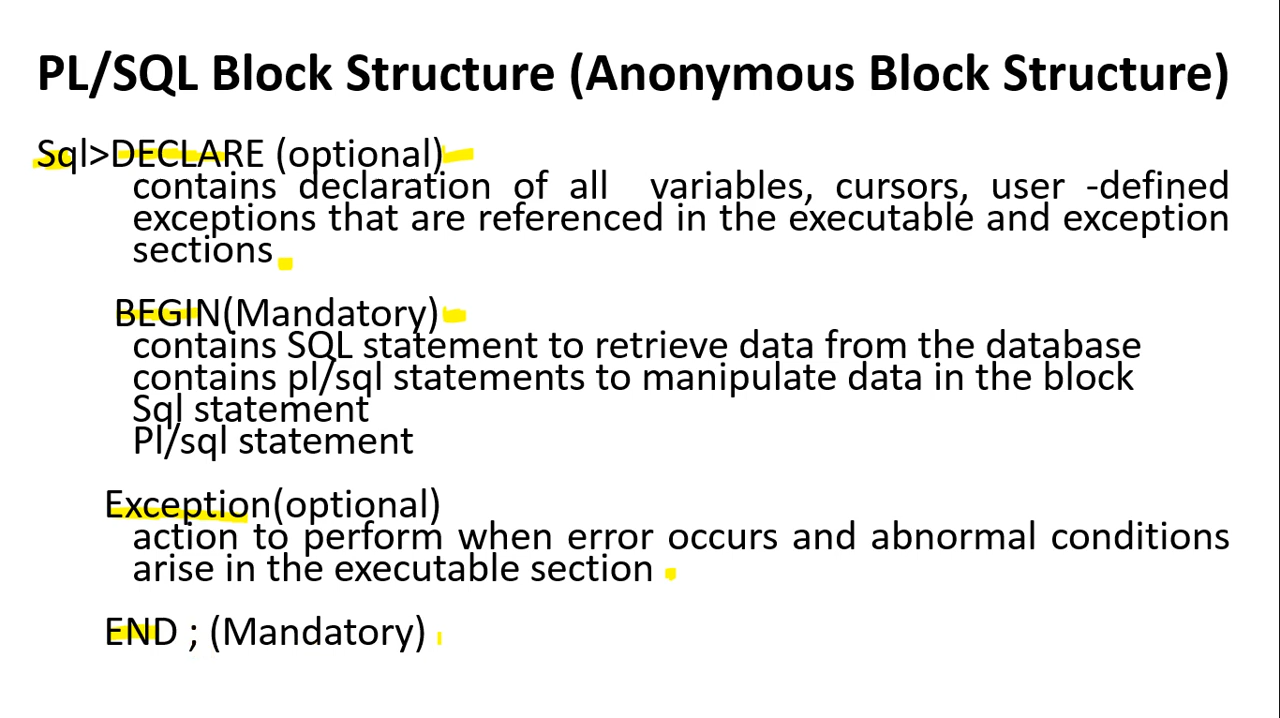 PL/SQL Block Structure (Anonymous Block Structure)
Sql>DECLARE (optional)
contains declaration of all variables, cursors, user -defined
exceptions that are referenced in the executable and exception
sections
BEGIN(Mandatory)
contains SQL statement to retrieve data from the database
contains pl/sql statements to manipulate data in the block
Sql statement
Pl/sql statement
Exception(optional)
action to perform when error occurs and abnormal conditions
arise in the executable section
END ; (Mandatory)